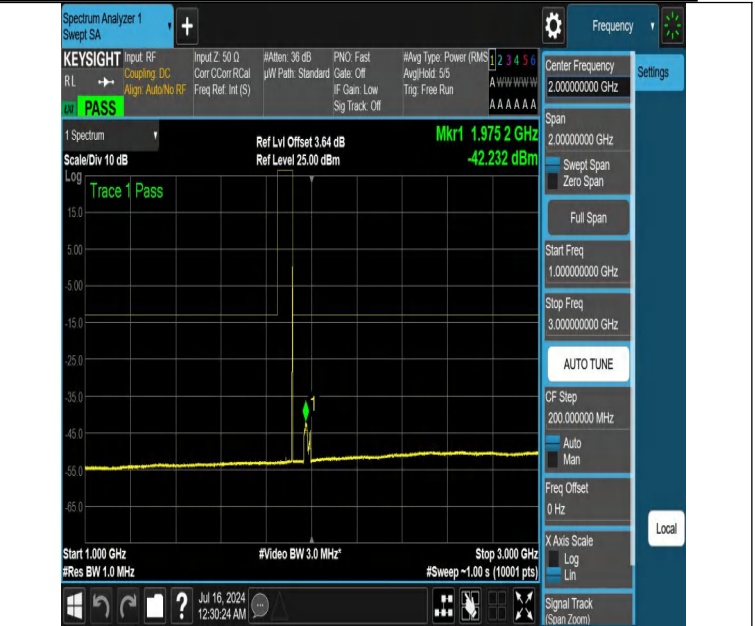 Spectrum Analyzer 1
Swept SA
+
Frequency
KEYSIGHT
RL
PASS
Input: RF
Coupling: DC
Align: Auto/No RF
Input Z: 50 Ω
Corr CCorr RCal
Freq Ref: Int (S)
#Atten: 36 dB
µW Path: Standard
PNO: Fast
Gate: Off
IF Gain: Low
Sig Track: Off
#Avg Type: Power (RMS
Avg|Hold: 5/5
Trig: Free Run
1 2 3 4 5 6
A W W W W W
A A A A A A
1 Spectrum
Scale/Div 10 dB
Ref Lvl Offset 3.64 dB
Ref Level 25.00 dBm
Mkr1 1.975 2 GHz
-42.232 dBm
Log
Trace 1 Pass
15.0
5.00
-5.00
-15.0
-25.0
-35.0
-45.0
-55.0
-65.0
1
Start 1.000 GHz
#Res BW 1.0 MHz
#Video BW 3.0 MHz*
Stop 3.000 GHz
#Sweep ~1.00 s (10001 pts)
Center Frequency
2.000000000 GHz
Settings
Span
2.00000000 GHz
Swept Span
Zero Span
Full Span
Start Freq
1.000000000 GHz
Stop Freq
3.000000000 GHz
AUTO TUNE
CF Step
200.000000 MHz
Auto
Man
Freq Offset
0 Hz
X Axis Scale
Log
Lin
Signal Track
(Span Zoom)
Local
?
Jul 16, 2024
12:30:24 AM